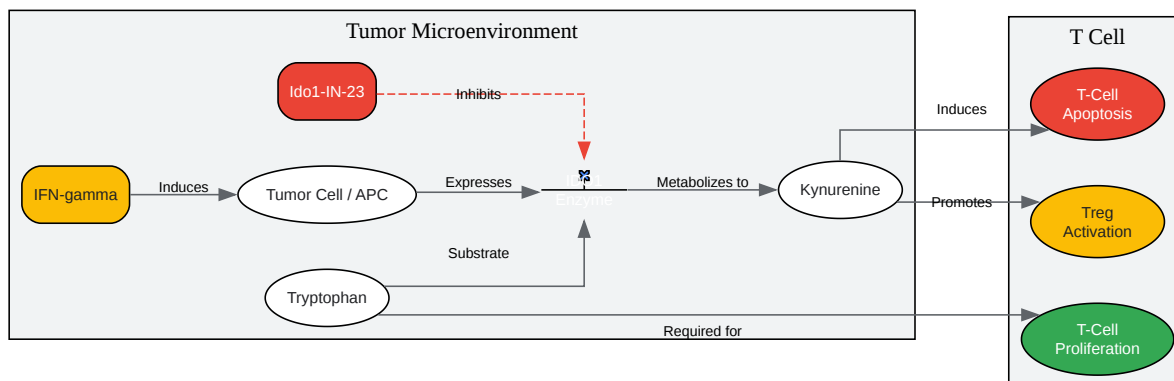 Tumor Microenvironment
T Cell
Ido1-IN-23
Inhibits
T-Cell
Apoptosis
Induces
IFN-gamma
Induces
Tumor Cell / APC
Expresses
IDO1
Enzyme
Metabolizes to
Kynurenine
Promotes
Treg
Activation
Substrate
Tryptophan
Required for
T-Cell
Proliferation